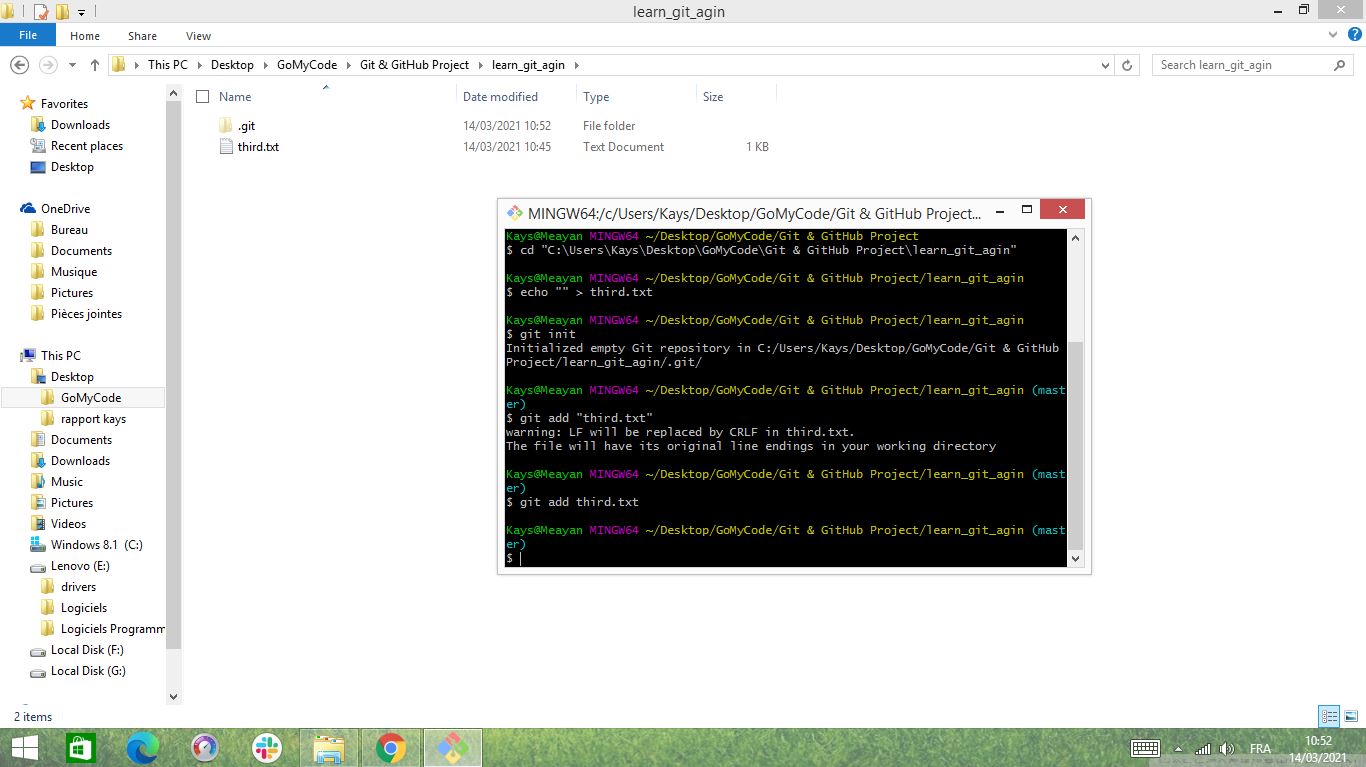 learn_git_agin
File
Home
Share
View
This PC
Desktop
GoMyCode
Git & GitHub Project
learn_git_agin
Search learn_git_agin
Favorites
Downloads
Recent places
Desktop
OneDrive
Bureau
Documents
Musique
Pictures
Pièces jointes
This PC
Desktop
GoMyCode
rapport kays
Documents
Downloads
Music
Pictures
Videos
Windows 8.1 (C:)
Lenovo (E:)
drivers
Logiciels
Logiciels Programm
Local Disk (F:)
Local Disk (G:)
Name
Date modified
Type
Size
.git
14/03/2021 10:52
File folder
third.txt
14/03/2021 10:45
Text Document
1 KB
MINGW64:/c/Users/Kays/Desktop/GoMyCode/Git & GitHub Project...
Kays@Meayan MINGW64 ~/Desktop/GoMyCode/Git & GitHub Project
$ cd "C:\Users\Kays\Desktop\GoMyCode\Git & GitHub Project\learn_git_agin"
Kays@Meayan MINGW64 ~/Desktop/GoMyCode/Git & GitHub Project/learn_git_agin
$ echo "" > third.txt
Kays@Meayan MINGW64 ~/Desktop/GoMyCode/Git & GitHub Project/learn_git_agin
$ git init
Initialized empty Git repository in C:/Users/Kays/Desktop/GoMyCode/Git & GitHub
Project/learn_git_agin/.git/
Kays@Meayan MINGW64 ~/Desktop/GoMyCode/Git & GitHub Project/learn_git_agin (mast
er)
$ git add "third.txt"
warning: LF will be replaced by CRLF in third.txt.
The file will have its original line endings in your working directory
Kays@Meayan MINGW64 ~/Desktop/GoMyCode/Git & GitHub Project/learn_git_agin (mast
er)
$ git add third.txt
Kays@Meayan MINGW64 ~/Desktop/GoMyCode/Git & GitHub Project/learn_git_agin (mast
er)
$
2 items
FRA
10:52
14/03/2021